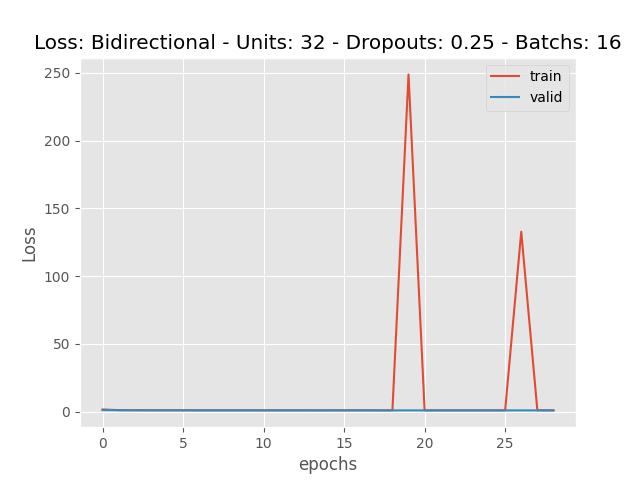 Loss: Bidirectional - Units: 32 - Dropouts: 0.25 - Batchs: 16
train
valid
250
200
150
100
50
0
Loss
0 5 10 15 20 25
epochs